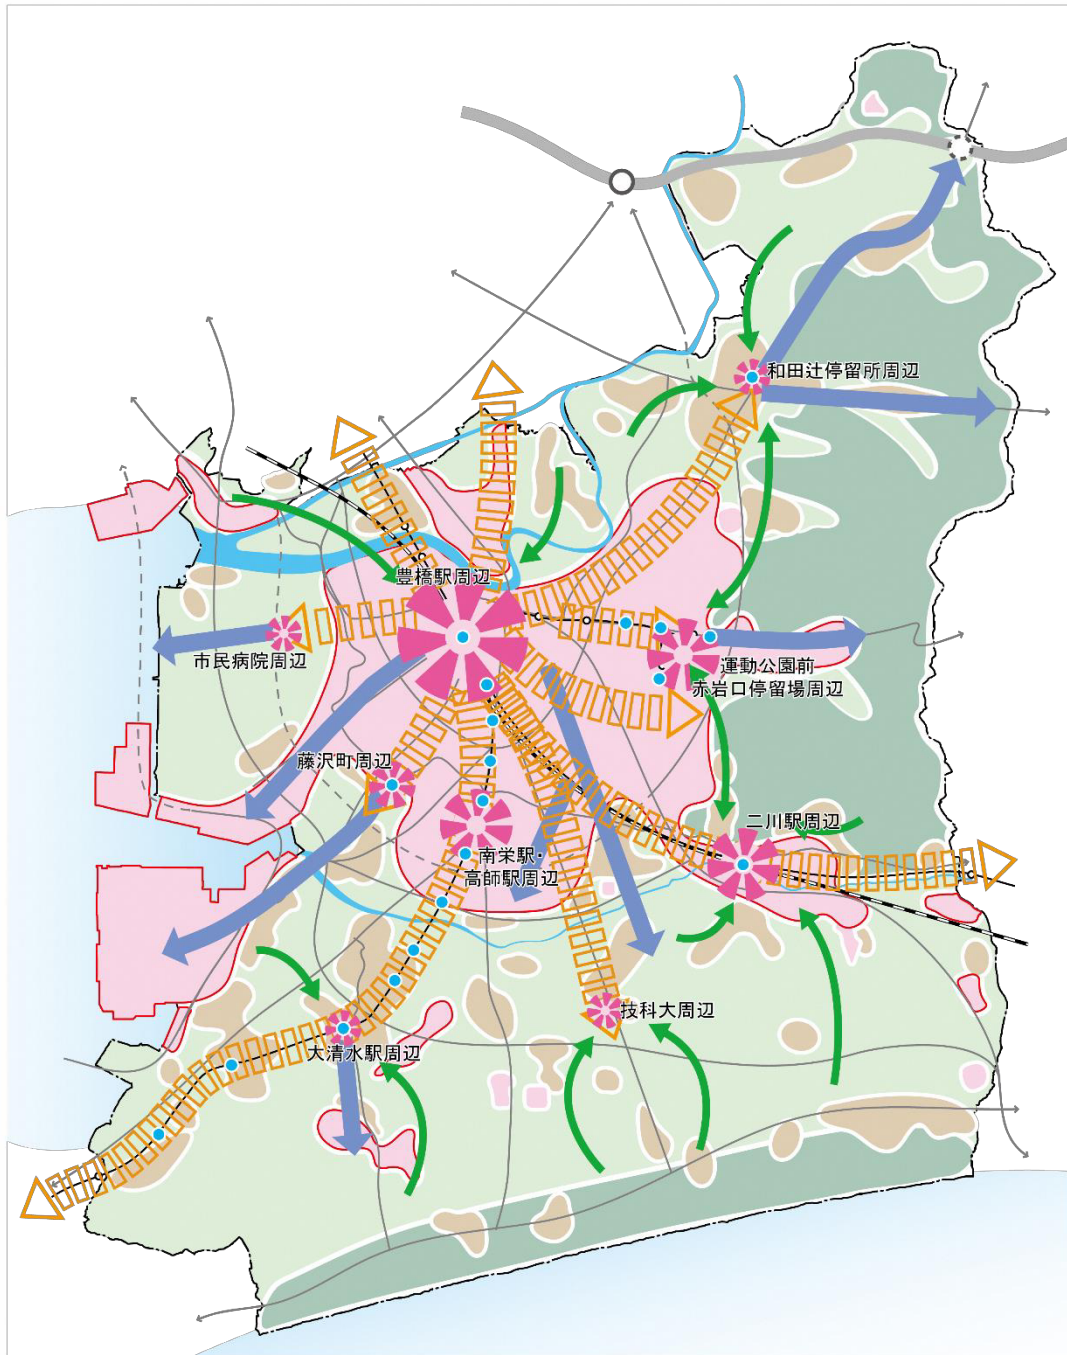 和田辻停留所周辺
豊橋駅周辺
市民病院周辺
運動公園前
赤岩口停留場周辺
藤沢町周辺
二川駅周辺
南栄駅・
高師駅周辺
技科大周辺
大清水駅周辺